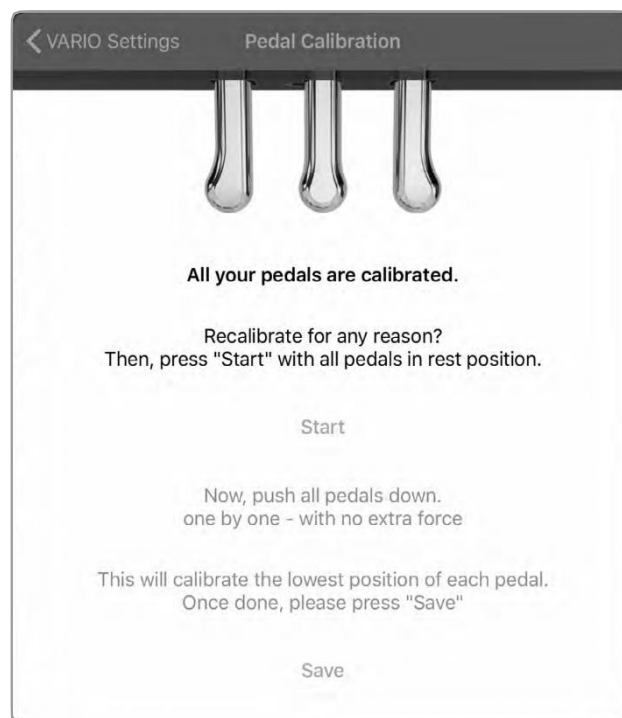 VARIO Settings
Pedal Calibration
All your pedals are calibrated.
Recalibrate for any reason?
Then, press "Start" with all pedals in rest position.
Start
Now, push all pedals down.
one by one - with no extra force
This will calibrate the lowest position of each pedal.
Once done, please press "Save"
Save